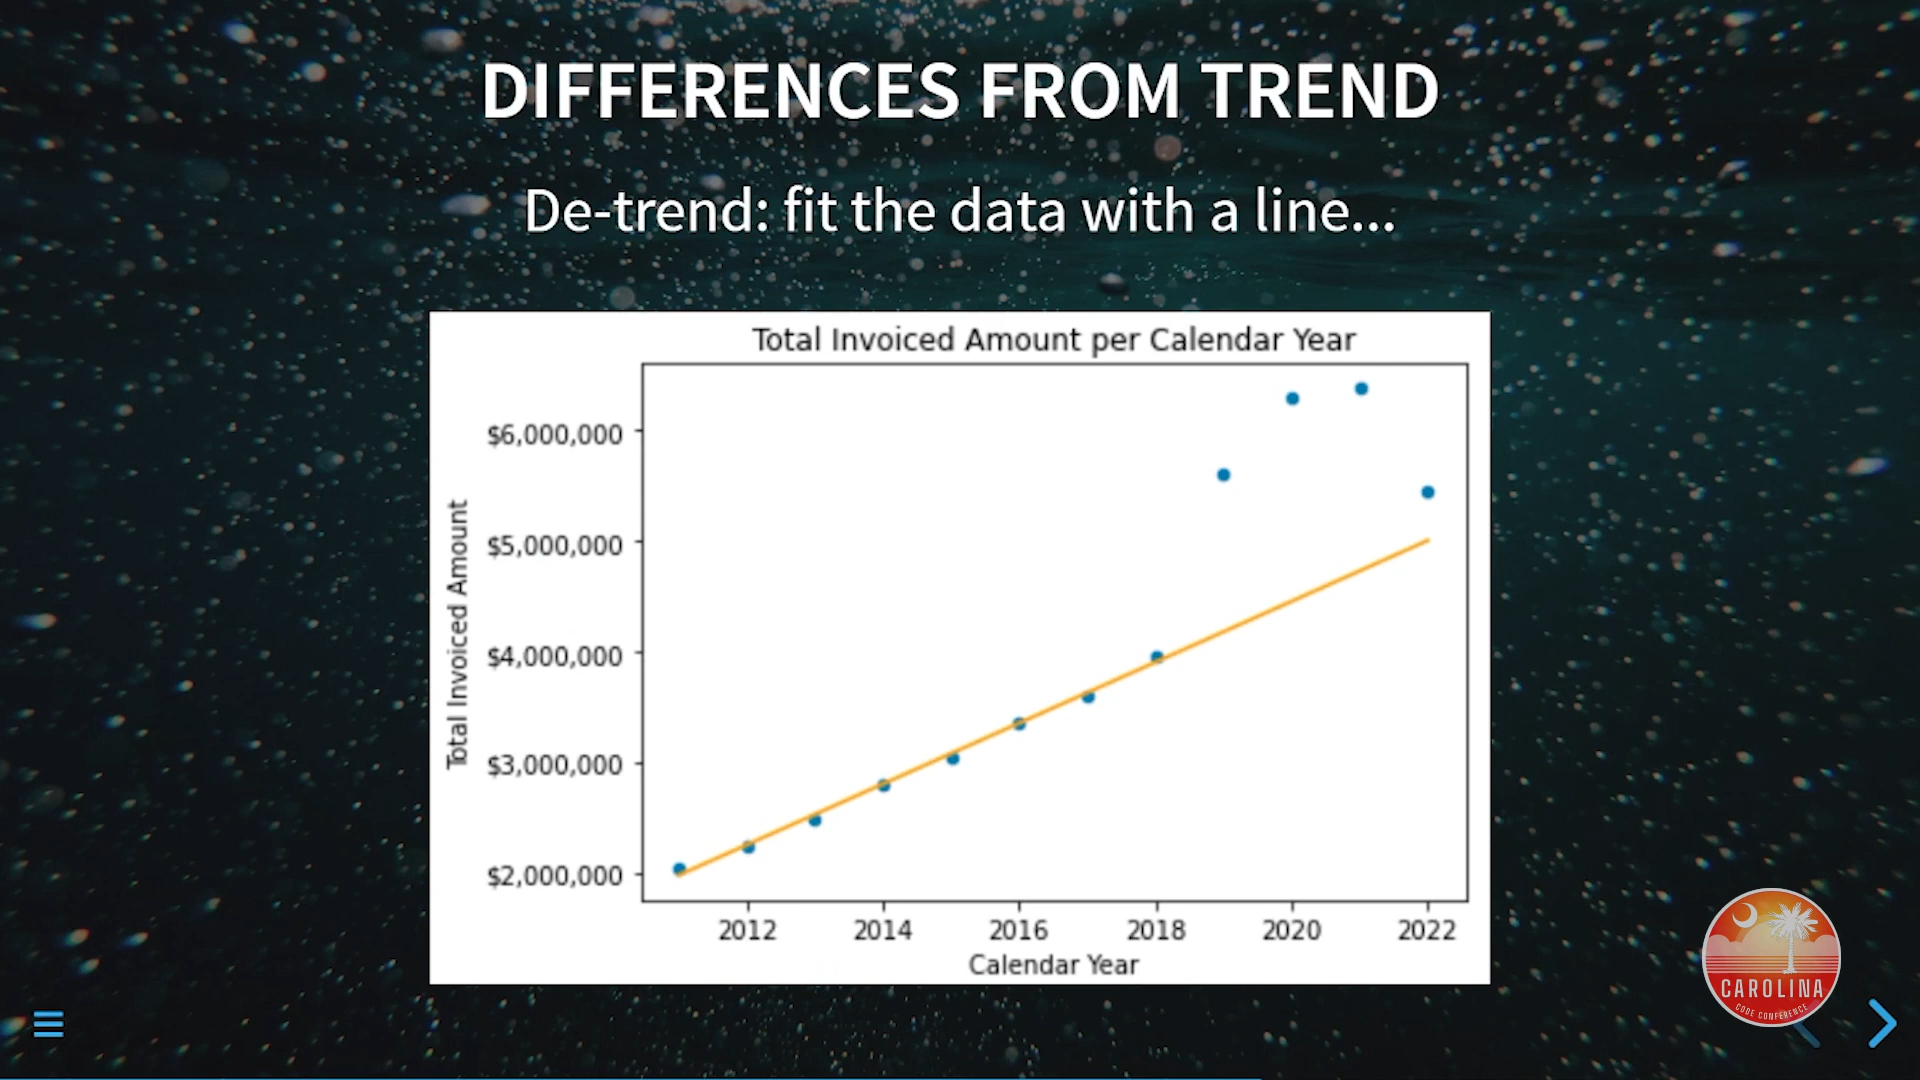 DIFFERENCES FROM TREND
De-trend: fit the data with a line...
Total Invoiced Amount per Calendar Year
Total Invoiced Amount
$6,000,000
$5,000,000
$4,000,000
$3,000,000
$2,000,000
2012 2014 2016 2018 2020 2022
Calendar Year
CAROLINA
CODE CONFERENCE